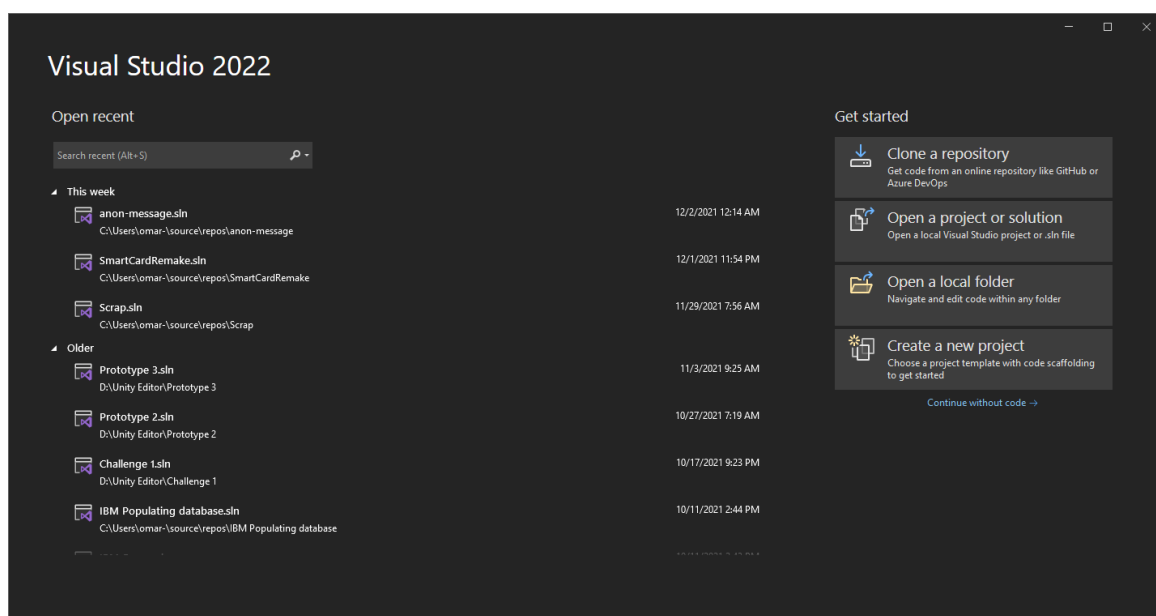 Visual Studio 2022
Open recent
Search recent (Alt+S)
This week
anon-message.sln
12/2/2021 12:14 AM
C:\Users\omar-\source\repos\anon-message
SmartCardRemake.sln
12/1/2021 11:54 PM
C:\Users\omar-\source\repos\SmartCardRemake
Scrap.sln
11/29/2021 7:56 AM
C:\Users\omar-\source\repos\Scrap
Older
Prototype 3.sln
11/3/2021 9:25 AM
D:\Unity Editor\Prototype 3
Prototype 2.sln
10/27/2021 7:19 AM
D:\Unity Editor\Prototype 2
Challenge 1.sln
10/17/2021 9:23 PM
D:\Unity Editor\Challenge 1
IBM Populating database.sln
10/11/2021 2:44 PM
C:\Users\omar-\source\repos\IBM Populating database
Get started
Clone a repository
Get code from an online repository like GitHub or
Azure DevOps
Open a project or solution
Open a local Visual Studio project or .sln file
Open a local folder
Navigate and edit code within any folder
Create a new project
Choose a project template with code scaffolding
to get started
Continue without code →